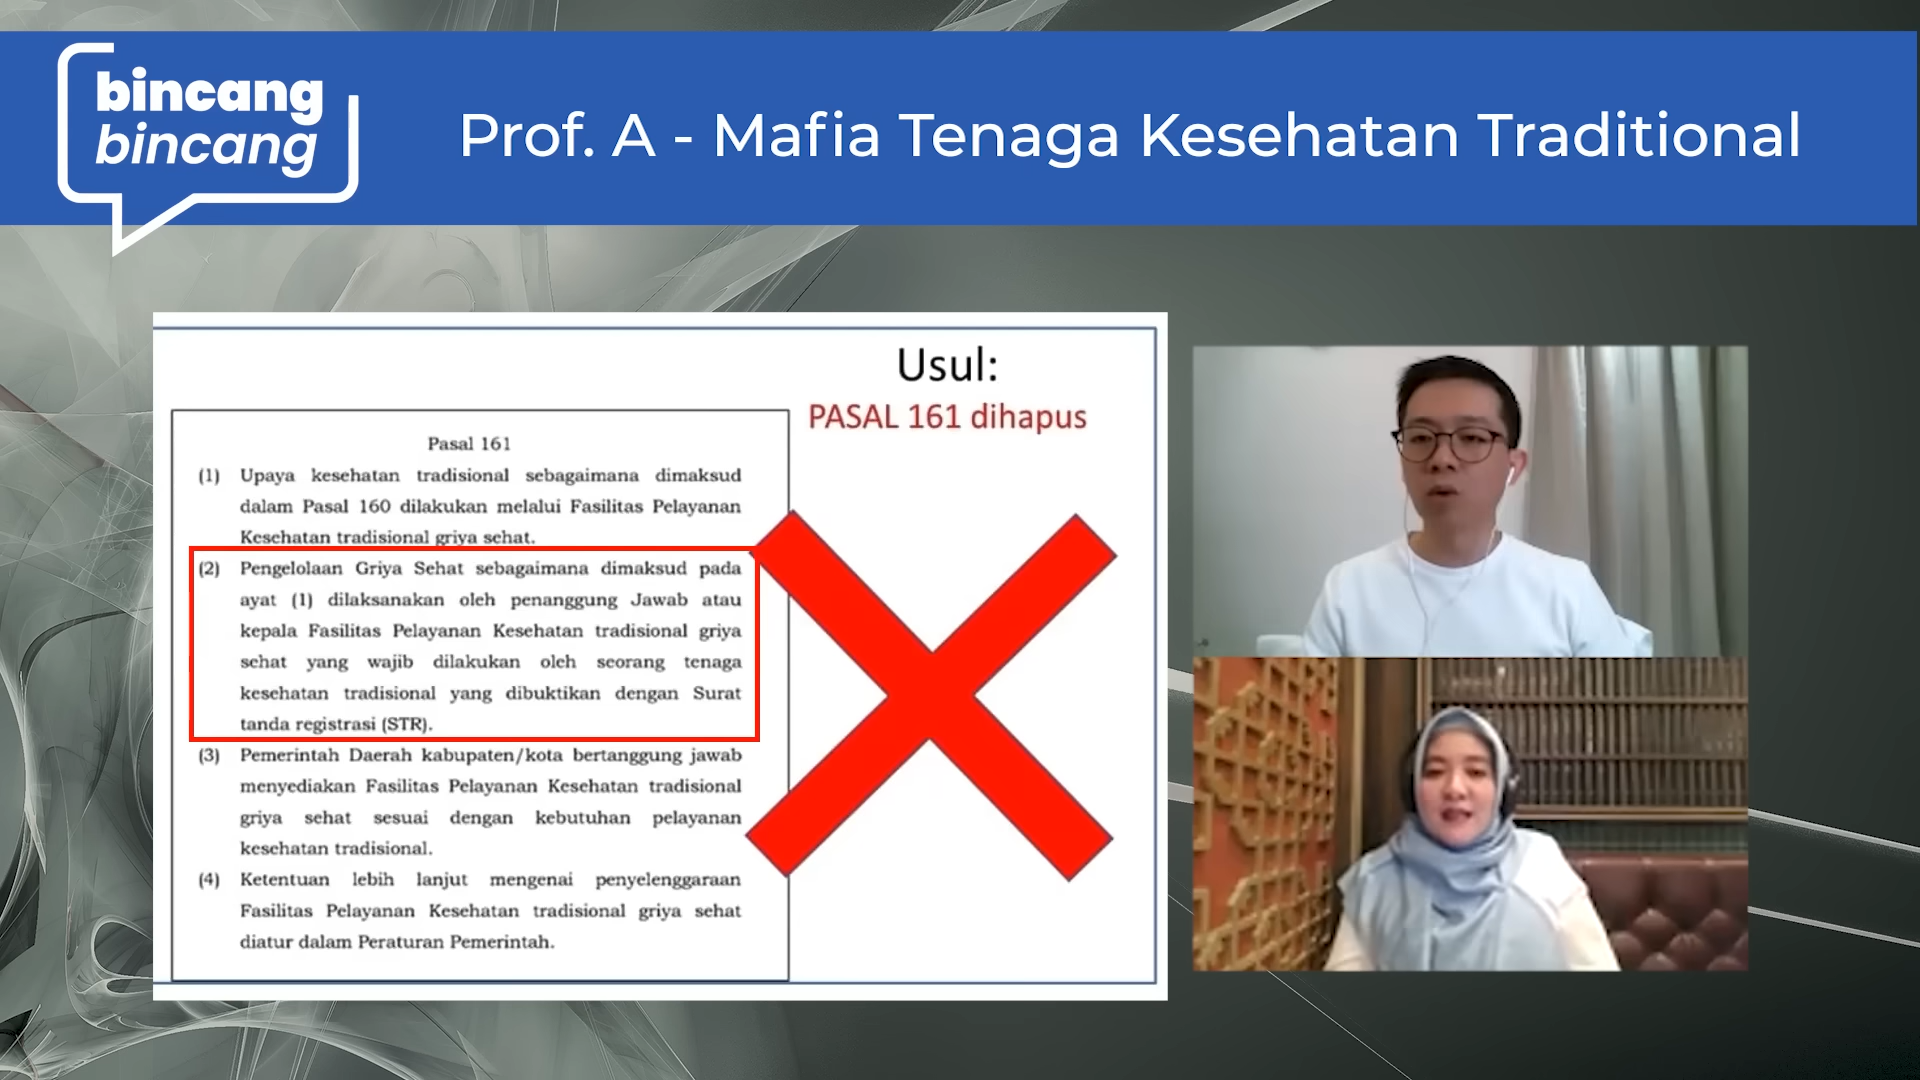 bincang
bincang
Prof. A - Mafia Tenaga Kesehatan Traditional
Usul:
PASAL 161 dihapus
Pasal 161
(1) Upaya kesehatan tradisional sebagaimana dimaksud
dalam Pasal 160 dilakukan melalui Fasilitas Pelayanan
Kesehatan tradisional griya sehat.
(2) Pengelolaan Griya Sehat sebagaimana dimaksud pada
ayat (1) dilaksanakan oleh penanggung Jawab atau
kepala Fasilitas Pelayanan Kesehatan tradisional griya
sehat yang wajib dilakukan oleh seorang tenaga
kesehatan tradisional yang dibuktikan dengan Surat
tanda registrasi (STR).
(3) Pemerintah Daerah kabupaten/kota bertanggung jawab
menyediakan Fasilitas Pelayanan Kesehatan tradisional
griya sehat sesuai dengan kebutuhan pelayanan
kesehatan tradisional.
(4) Ketentuan lebih lanjut mengenai penyelenggaraan
Fasilitas Pelayanan Kesehatan tradisional griya sehat
diatur dalam Peraturan Pemerintah.